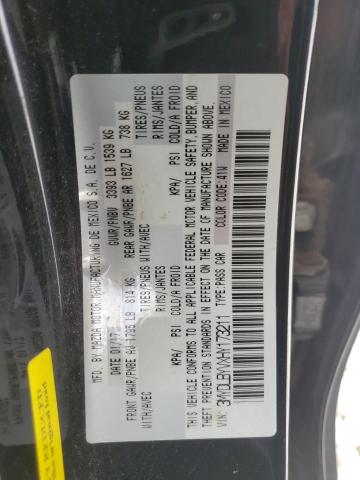 MFD. BY MAZDA MOTOR MANUFACTURING DE MEXICO S.A. DE C.V.
DATE: 01/17 GVWR/PNBV 3393 LB 1539 KG
FRONT GAWR/PNBE AV 1795 LB 814 KG REAR GAWR/PNBE AR 1627 LB 738 KG
WITH/AVEC TIRES/PNEUS WITH/AVEC TIRES/PNEUS
RIMS/JANTES RIMS/JANTES
KPA/ PSI COLD/A FROID KPA/ PSI COLD/A FROID
THIS VEHICLE CONFORMS TO ALL APPLICABLE FEDERAL MOTOR VEHICLE SAFETY, BUMPER, AND
THEFT PREVENTION STANDARDS IN EFFECT ON THE DATE OF MANUFACTURE SHOWN ABOVE.
VIN: TYPE: PASS CAR COLOR CODE: 41W MADE IN MEXICO